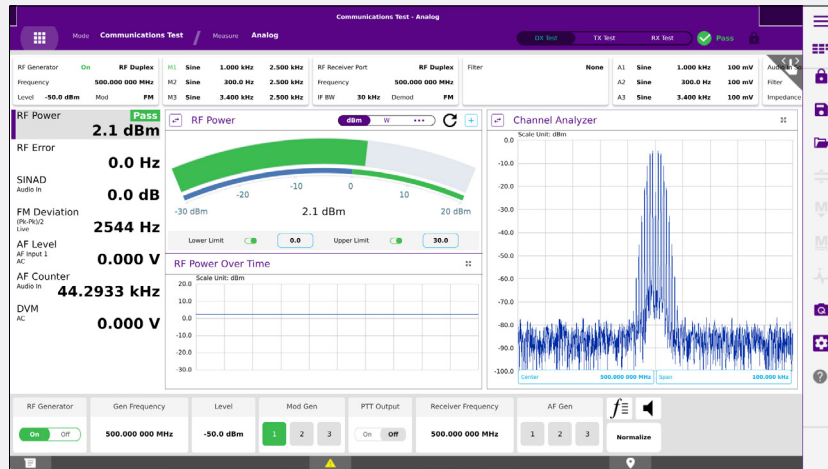 Communications Test - Analog
Mode Communications Test / Measure Analog
DX Test TX Test RX Test Pass
RF Generator On RF Duplex
Frequency 500.000 000 MHz
Level -50.0 dBm Mod FM
M1 Sine 1.000 kHz 2.500 kHz
M2 Sine 300.0 Hz 2.500 kHz
M3 Sine 3.400 kHz 2.500 kHz
RF Receiver Port RF Duplex
Frequency 500.000 000 MHz
IF BW 30 kHz Demod FM
Filter None
A1 Sine 1.000 kHz 100 mV
A2 Sine 300.0 Hz 100 mV
A3 Sine 3.400 kHz 100 mV
Audio In So
Filter
Impedance
RF Power Pass
2.1 dBm
RF Error
0.0 Hz
SINAD
Audio In
0.0 dB
FM Deviation
(Pk-Pk)/2
Live
2544 Hz
AF Level
AF Input 1
AC
0.000 V
AF Counter
Audio In
44.2933 kHz
DVM
AC
0.000 V
RF Power dBm W •••
-30 dBm -20 -10 0 10 20 dBm
2.1 dBm
Lower Limit 0.0 Upper Limit 30.0
RF Power Over Time
Scale Unit: dBm
20.0
10.0
0.0
-10.0
-20.0
-30.0
Channel Analyzer
Scale Unit: dBm
0.0
-10.0
-20.0
-30.0
-40.0
-50.0
-60.0
-70.0
-80.0
-90.0
-100.0
Center 500.000 000 MHz Span 100.000 kHz
RF Generator
On Off
Gen Frequency
500.000 000 MHz
Level
-50.0 dBm
Mod Gen
1 2 3
PTT Output
On Off
Receiver Frequency
500.000 000 MHz
AF Gen
1 2 3
Normalize